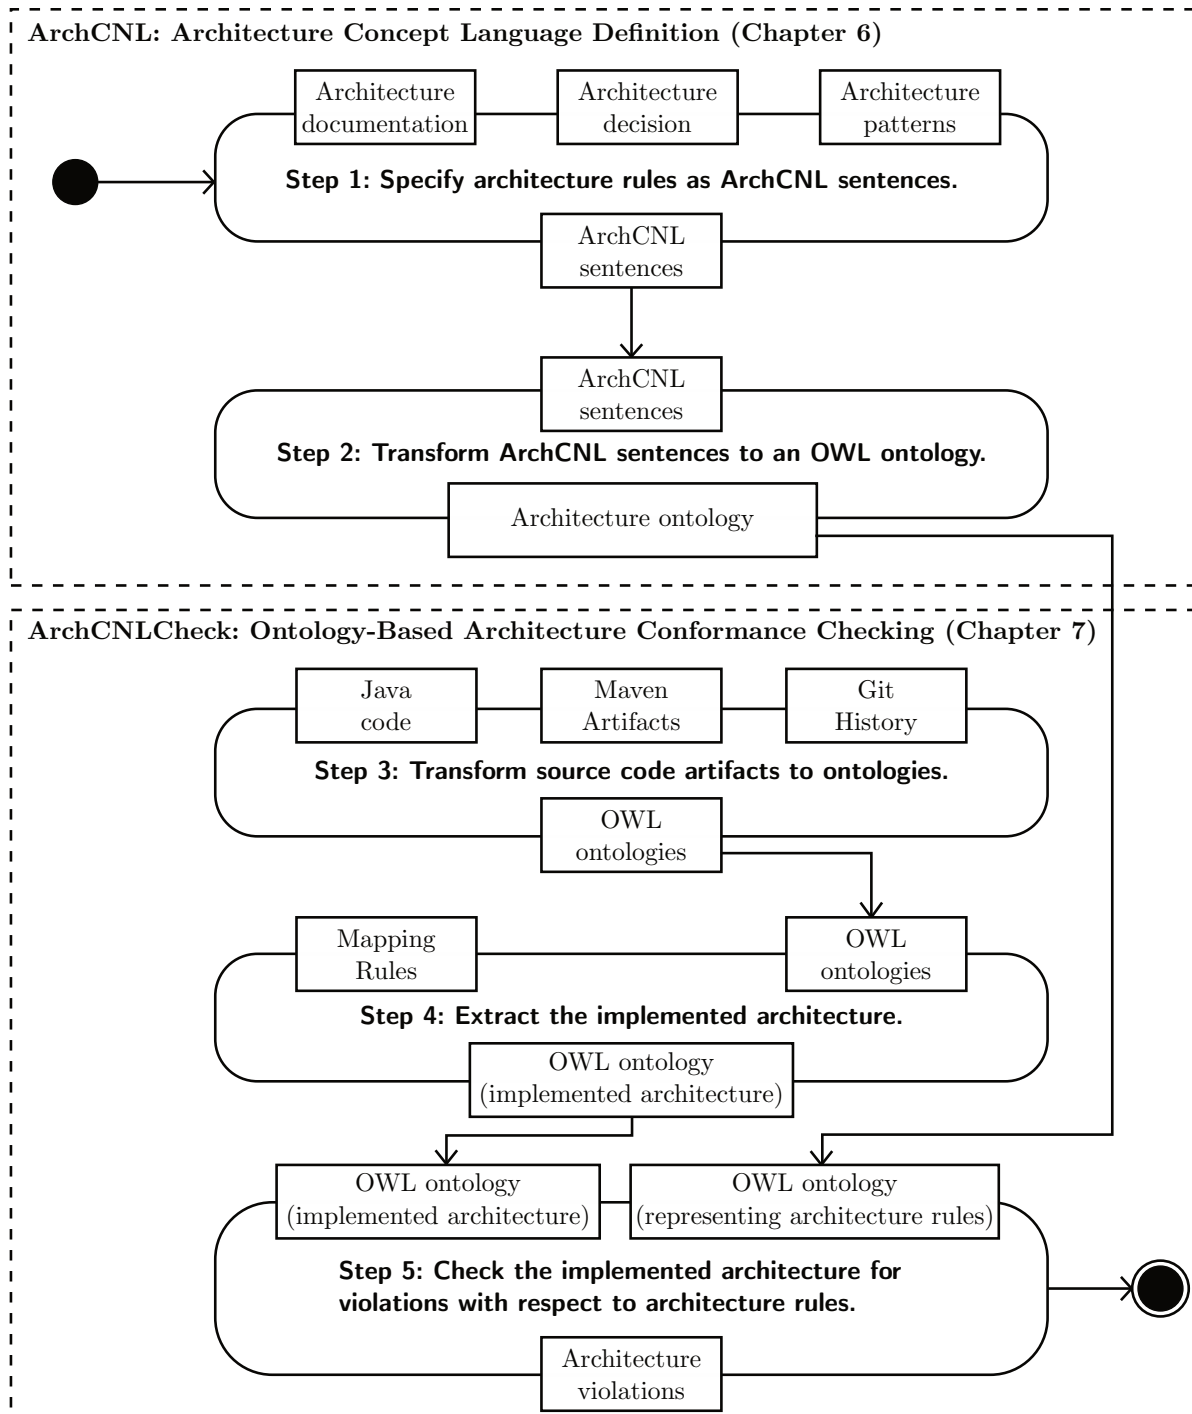 ArchCNL: Architecture Concept Language Definition (Chapter 6)
Architecture
documentation
Architecture
decision
Architecture
patterns
Step 1: Specify architecture rules as ArchCNL sentences.
ArchCNL
sentences
ArchCNL
sentences
Step 2: Transform ArchCNL sentences to an OWL ontology.
Architecture ontology
ArchCNLCheck: Ontology-Based Architecture Conformance Checking (Chapter 7)
Java
code
Maven
Artifacts
Git
History
Step 3: Transform source code artifacts to ontologies.
OWL
ontologies
Mapping
Rules
OWL
ontologies
Step 4: Extract the implemented architecture.
OWL ontology
(implemented architecture)
OWL ontology
(implemented architecture)
OWL ontology
(representing architecture rules)
Step 5: Check the implemented architecture for
violations with respect to architecture rules.
Architecture
violations